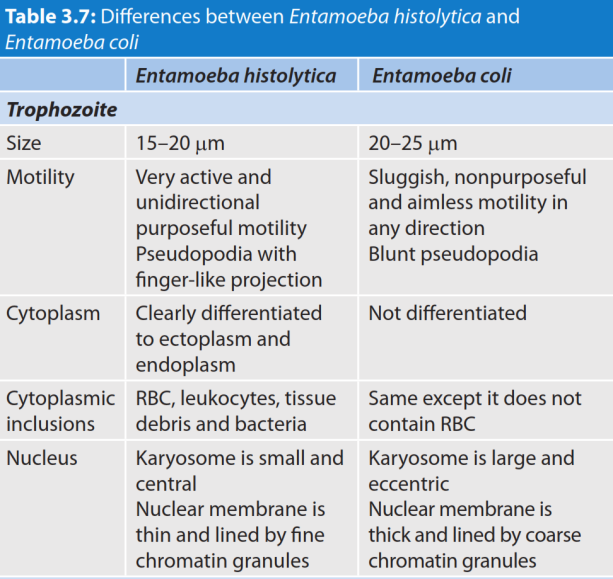 Table 3.7: Differences between Entamoeba histolytica and
Entamoeba coli
Entamoeba histolytica Entamoeba coli
Trophozoite
Size 15–20 μm 20–25 μm
Motility Very active and Sluggish, nonpurposeful
unidirectional and aimless motility in
purposeful motility any direction
Pseudopodia with Blunt pseudopodia
finger-like projection
Cytoplasm Clearly differentiated Not differentiated
to ectoplasm and
endoplasm
Cytoplasmic RBC, leukocytes, tissue Same except it does not
inclusions debris and bacteria contain RBC
Nucleus Karyosome is small and Karyosome is large and
central eccentric
Nuclear membrane is Nuclear membrane is
thin and lined by fine thick and lined by coarse
chromatin granules chromatin granules